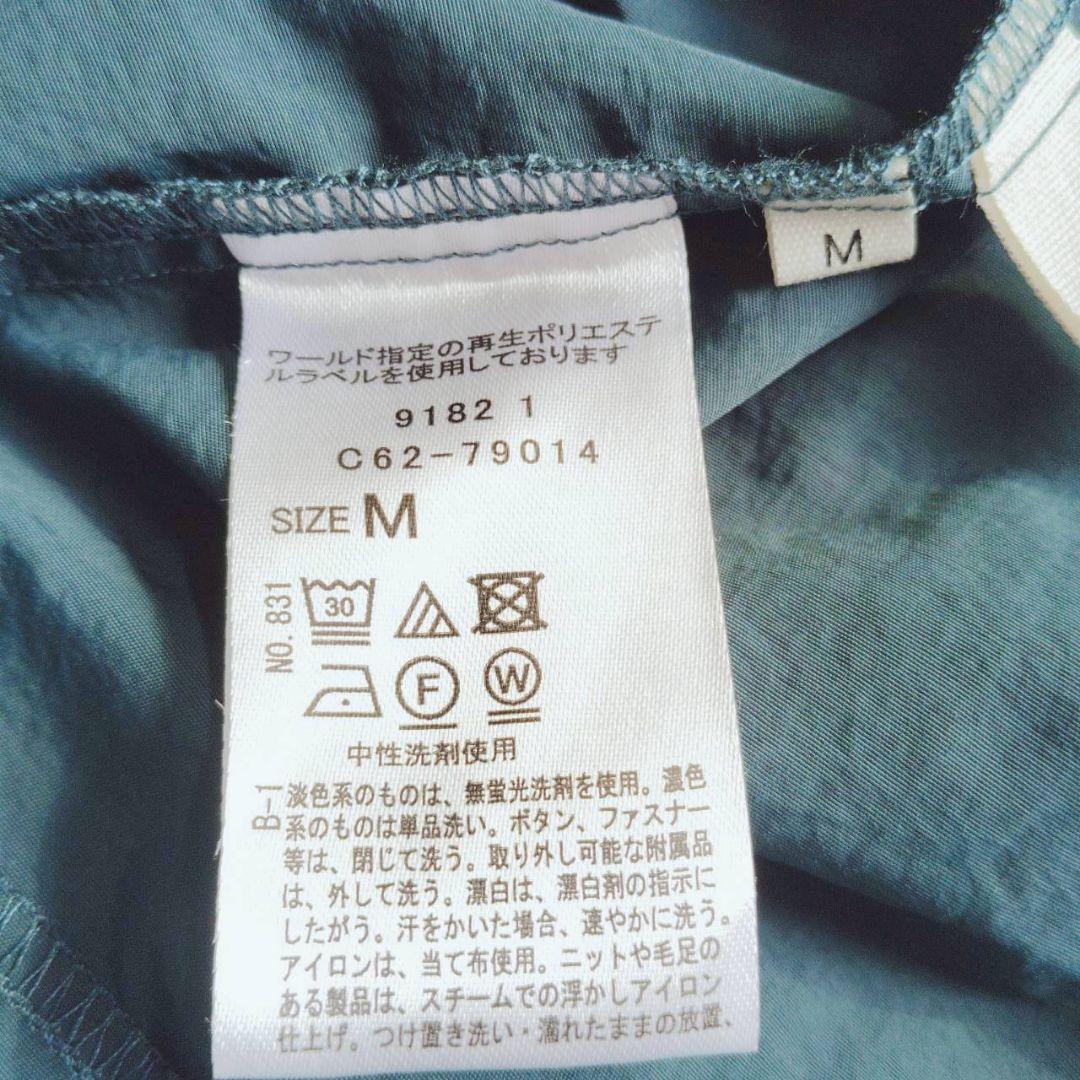 M
ワールド指定の再生ポリエステ
ルラベルを使用しております
9182 1
C62-79014
SIZE M
NO.831
30
F
W
中性洗剤使用
B-1
淡色系のものは、無蛍光洗剤を使用。濃色
系のものは単品洗い。ボタン、ファスナー
等は、閉じて洗う。取り外し可能な附属品
は、外して洗う。漂白は、漂白剤の指示に
したがう。汗をかいた場合、速やかに洗う。
アイロンは、当て布使用。ニットや毛足の
ある製品は、スチームでの浮かしアイロン
仕上げ。つけ置き洗い・濡れたままの放置、